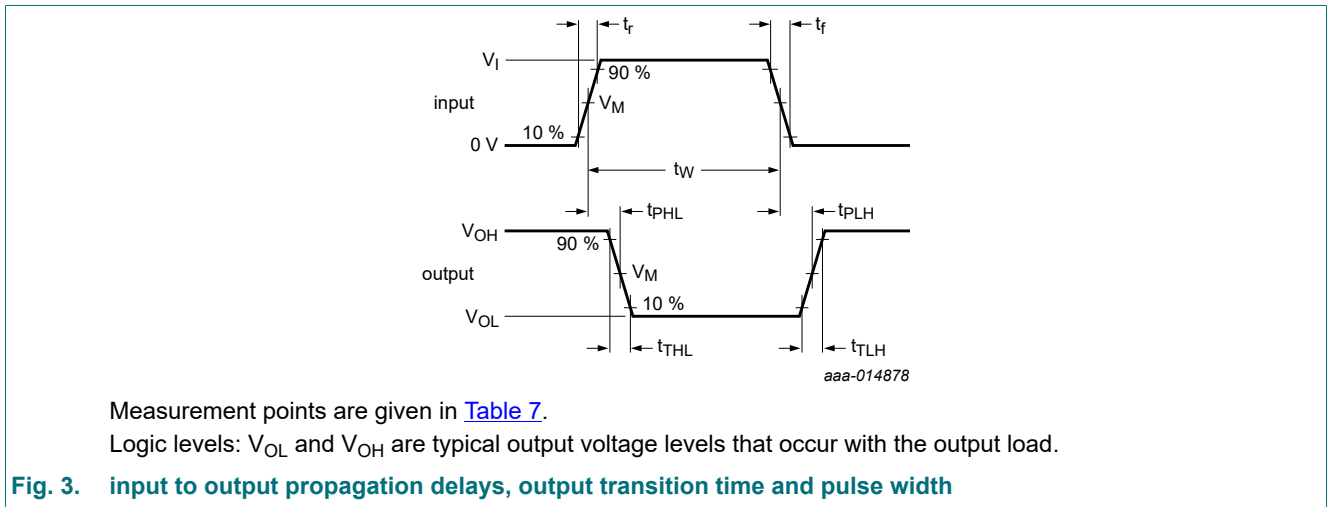 tr
tf
VI
90 %
input
VM
10 %
0 V
tW
tPHL
tPLH
VOH
90 %
output
VM
10 %
VOL
tTHL
tTLH
aaa-014878
Measurement points are given in Table 7.
Logic levels: VOL and VOH are typical output voltage levels that occur with the output load.
Fig. 3. input to output propagation delays, output transition time and pulse width